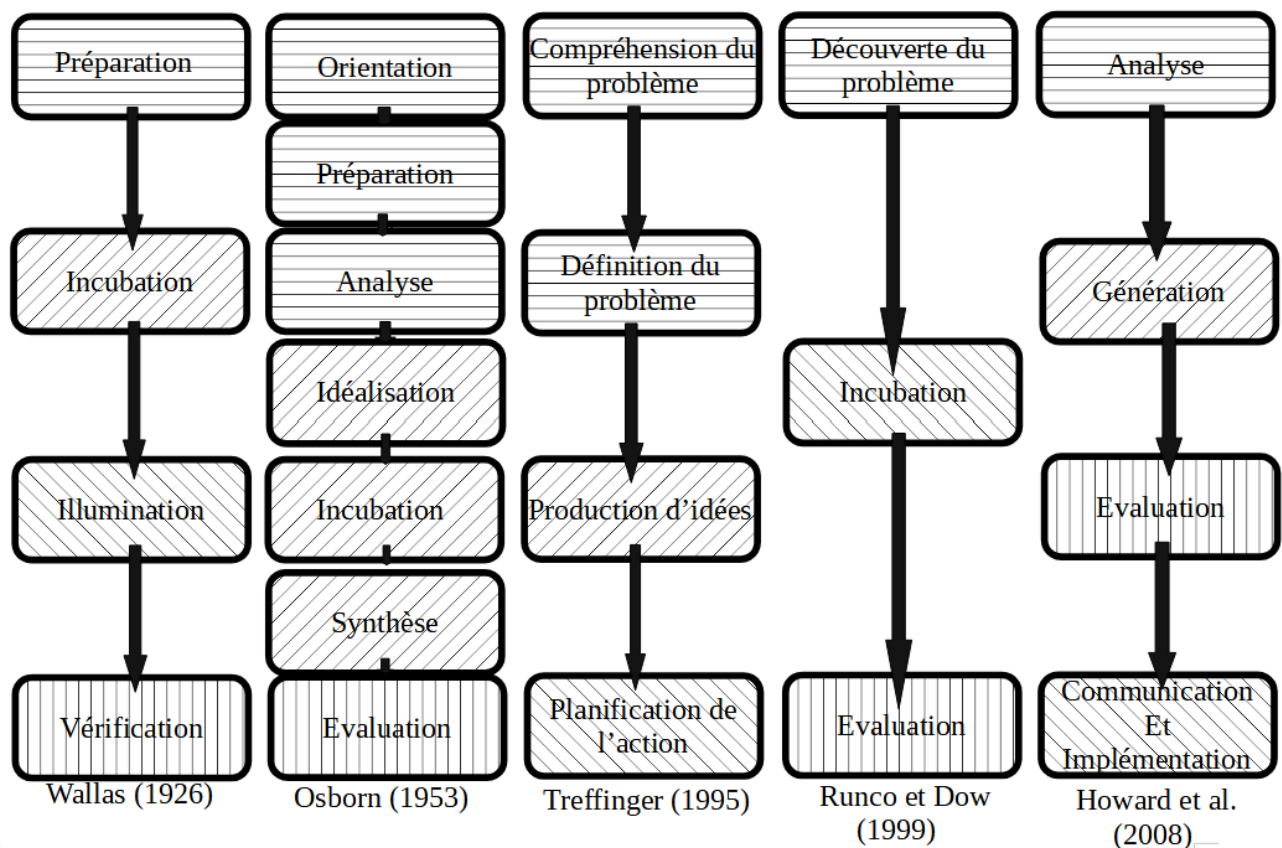 Préparation
Incubation
Illumination
Vérification
Wallas (1926)
Orientation
Préparation
Analyse
Idéalisation
Incubation
Synthèse
Evaluation
Osborn (1953)
Compréhension du
problème
Définition du
problème
Production d’idées
Planification de
l’action
Treffinger (1995)
Découverte du
problème
Incubation
Evaluation
Runco et Dow
(1999)
Analyse
Génération
Evaluation
Communication
Et
Implémentation
Howard et al.
(2008)